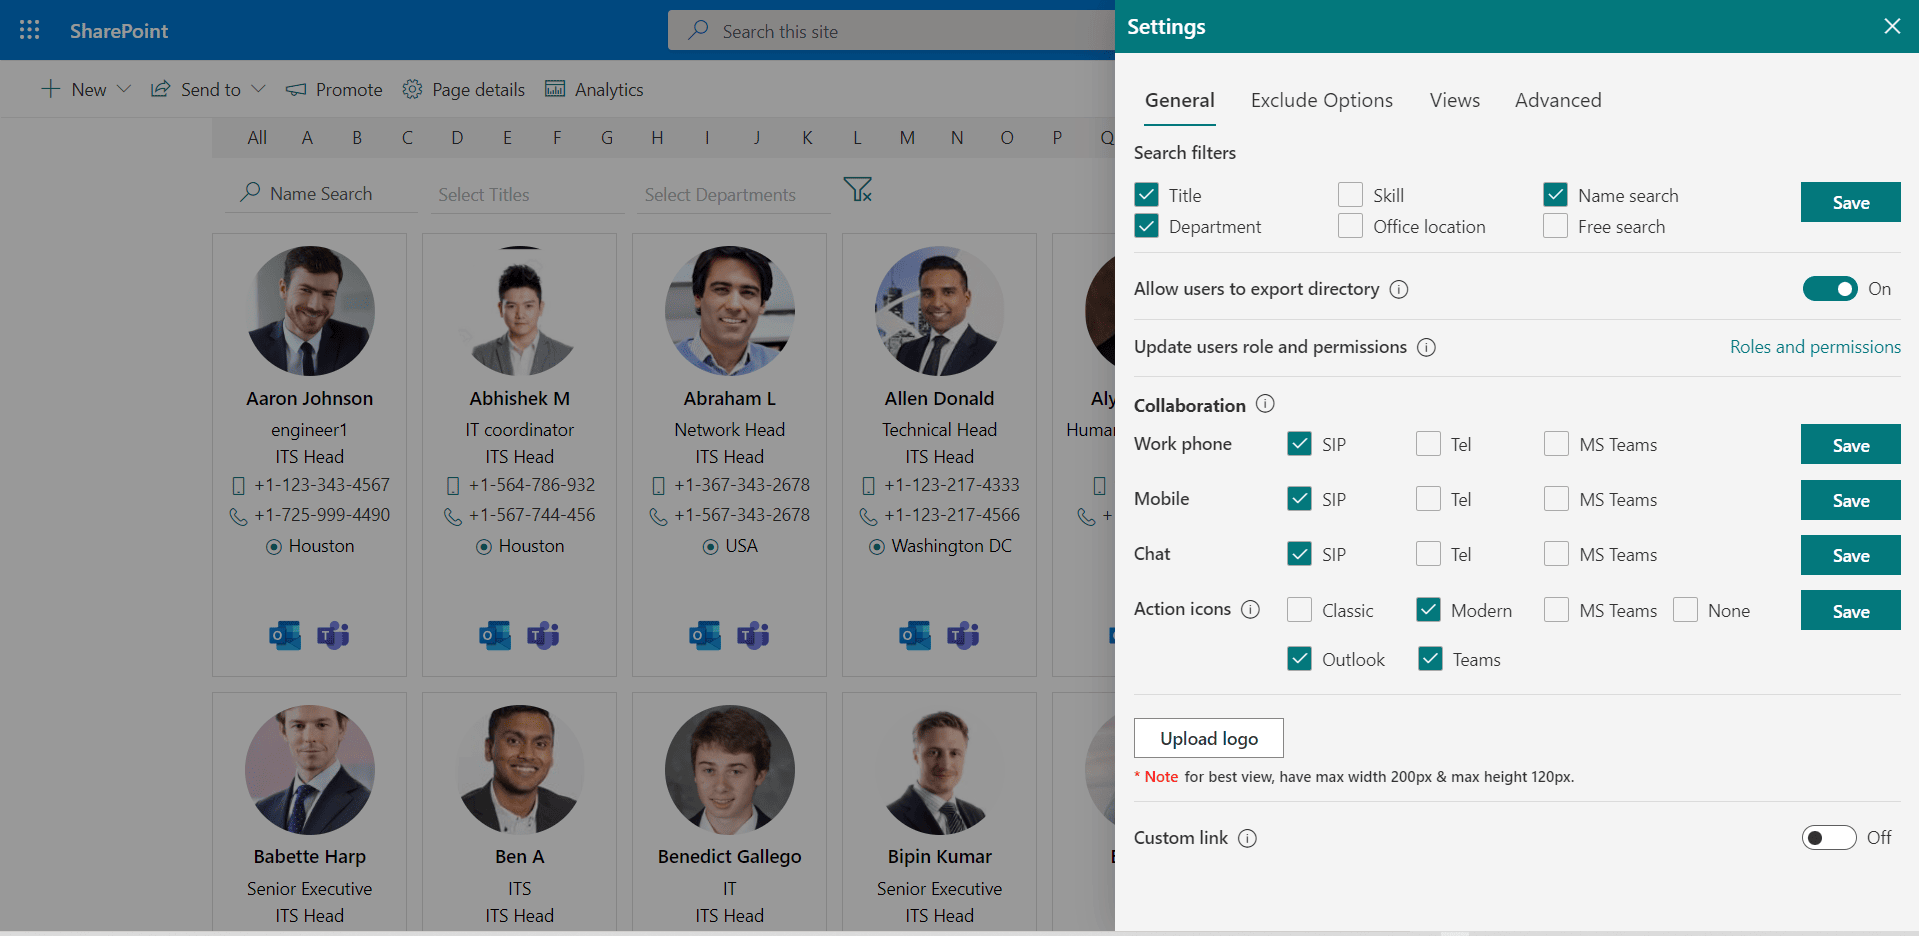 SharePoint
Search this site
New
Send to
Promote
Page details
Analytics
All A B C D E F G H I J K L M N O P Q
Name Search
Select Titles
Select Departments
Aaron Johnson
engineer1
ITS Head
+1-123-343-4567
+1-725-999-4490
Houston
Abhishek M
IT coordinator
ITS Head
+1-564-786-932
+1-567-744-456
Houston
Abraham L
Network Head
ITS Head
+1-367-343-2678
+1-567-343-2678
USA
Allen Donald
Technical Head
ITS Head
+1-123-217-4333
+1-123-217-4566
Washington DC
Babette Harp
Senior Executive
ITS Head
Ben A
ITS
ITS Head
Benedict Gallego
IT
ITS Head
Bipin Kumar
Senior Executive
ITS Head
Settings
General Exclude Options Views Advanced
Search filters
Title Skill Name search Save
Department Office location Free search
Allow users to export directory On
Update users role and permissions Roles and permissions
Collaboration
Work phone SIP Tel MS Teams Save
Mobile SIP Tel MS Teams Save
Chat SIP Tel MS Teams Save
Action icons Classic Modern MS Teams None Save
Outlook Teams
Upload logo
* Note for best view, have max width 200px & max height 120px.
Custom link Off